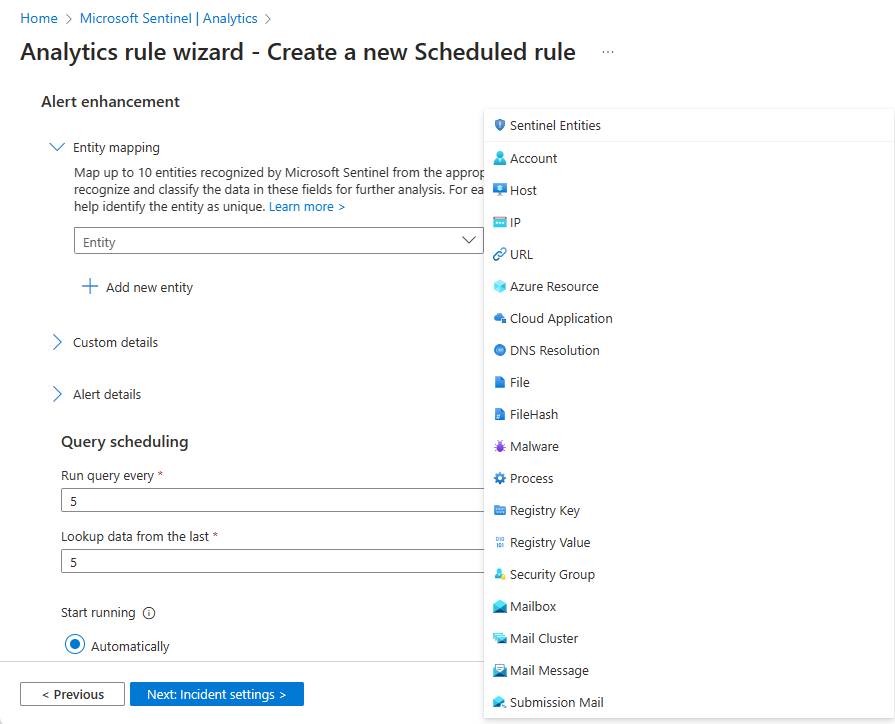 Home > Microsoft Sentinel | Analytics >
Analytics rule wizard - Create a new Scheduled rule ...
Alert enhancement
Entity mapping
Map up to 10 entities recognized by Microsoft Sentinel from the approp
recognize and classify the data in these fields for further analysis. For ea
help identify the entity as unique. Learn more >
Entity
+ Add new entity
Custom details
Alert details
Query scheduling
Run query every *
5
Lookup data from the last *
5
Start running
Automatically
< Previous
Next: Incident settings >
Sentinel Entities
Account
Host
IP
URL
Azure Resource
Cloud Application
DNS Resolution
File
FileHash
Malware
Process
Registry Key
Registry Value
Security Group
Mailbox
Mail Cluster
Mail Message
Submission Mail